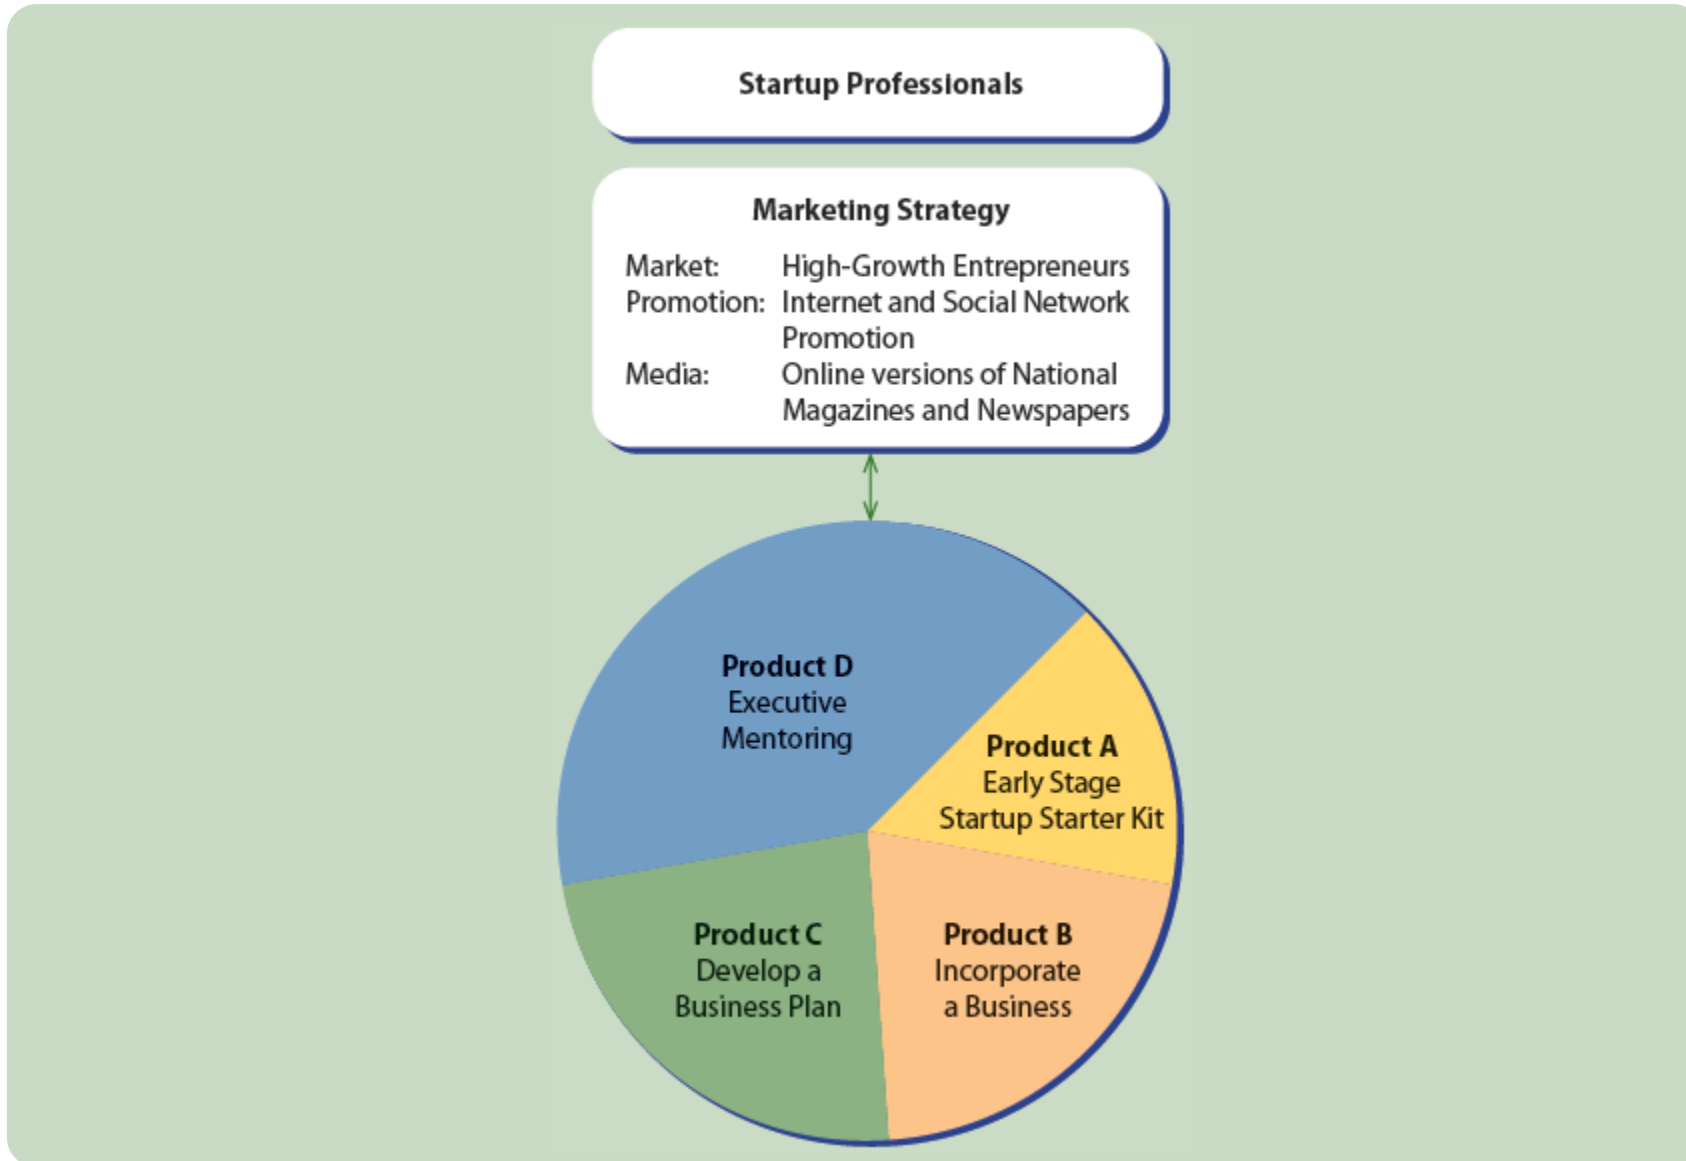 Startup Professionals
Marketing Strategy
Market: High-Growth Entrepreneurs
Promotion: Internet and Social Network
Promotion
Media: Online versions of National
Magazines and Newspapers
Product D
Executive
Mentoring
Product A
Early Stage
Startup Starter Kit
Product C
Develop a
Business Plan
Product B
Incorporate
a Business